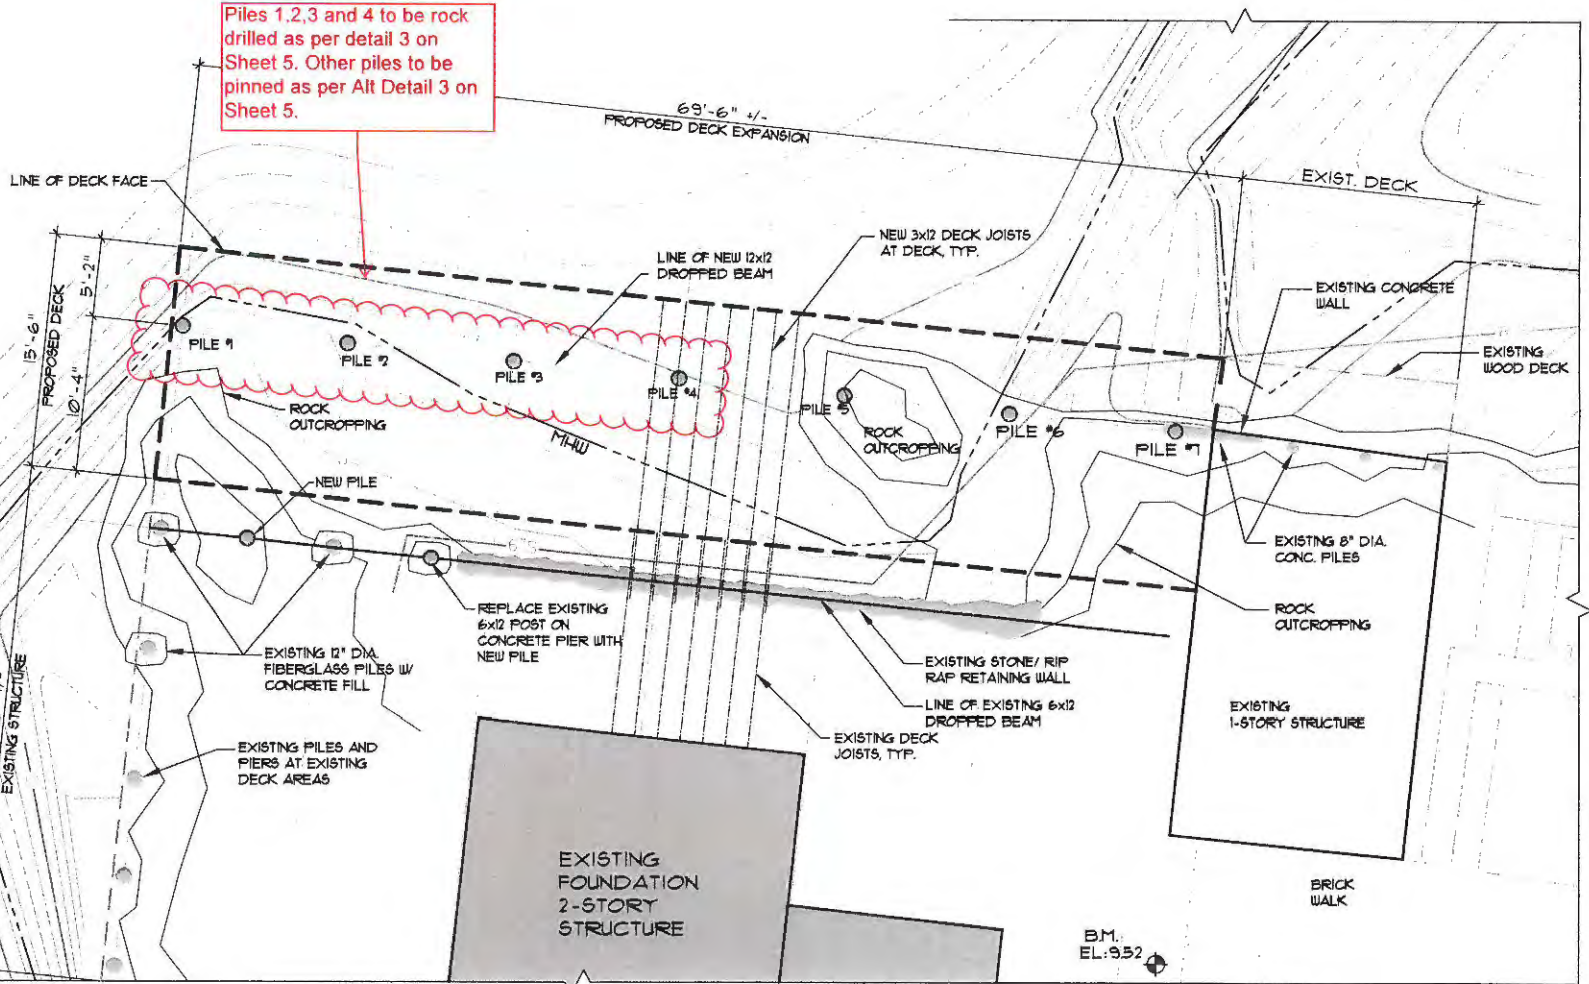 Piles 1,2,3 and 4 to be rock
drilled as per detail 3 on
Sheet 5. Other piles to be
pinned as per Alt Detail 3 on
Sheet 5.
69'-6" +/-
PROPOSED DECK EXPANSION
EXIST. DECK
LINE OF DECK FACE
NEW 3x12 DECK JOISTS
AT DECK, TYP.
LINE OF NEW 12x12
DROPPED BEAM
EXISTING CONCRETE
WALL
EXISTING
WOOD DECK
15'-6"
PROPOSED DECK
5'-2"
10'-4"
PILE #1
PILE #2
PILE #3
PILE #4
PILE #5
PILE #6
PILE #7
ROCK
OUTCROPPING
MHW
ROCK
OUTCROPPING
NEW PILE
EXISTING 8" DIA.
CONC. PILES
REPLACE EXISTING
6x12 POST ON
CONCRETE PIER WITH
NEW PILE
ROCK
OUTCROPPING
EXISTING 12" DIA.
FIBERGLASS PILES W/
CONCRETE FILL
EXISTING STONE/ RIP
RAP RETAINING WALL
LINE OF EXISTING 6x12
DROPPED BEAM
EXISTING
1-STORY STRUCTURE
EXISTING STRUCTURE
EXISTING DECK
JOISTS, TYP.
EXISTING PILES AND
PIERS AT EXISTING
DECK AREAS
EXISTING
FOUNDATION
2-STORY
STRUCTURE
BRICK
WALK
B.M.
EL.:9.52